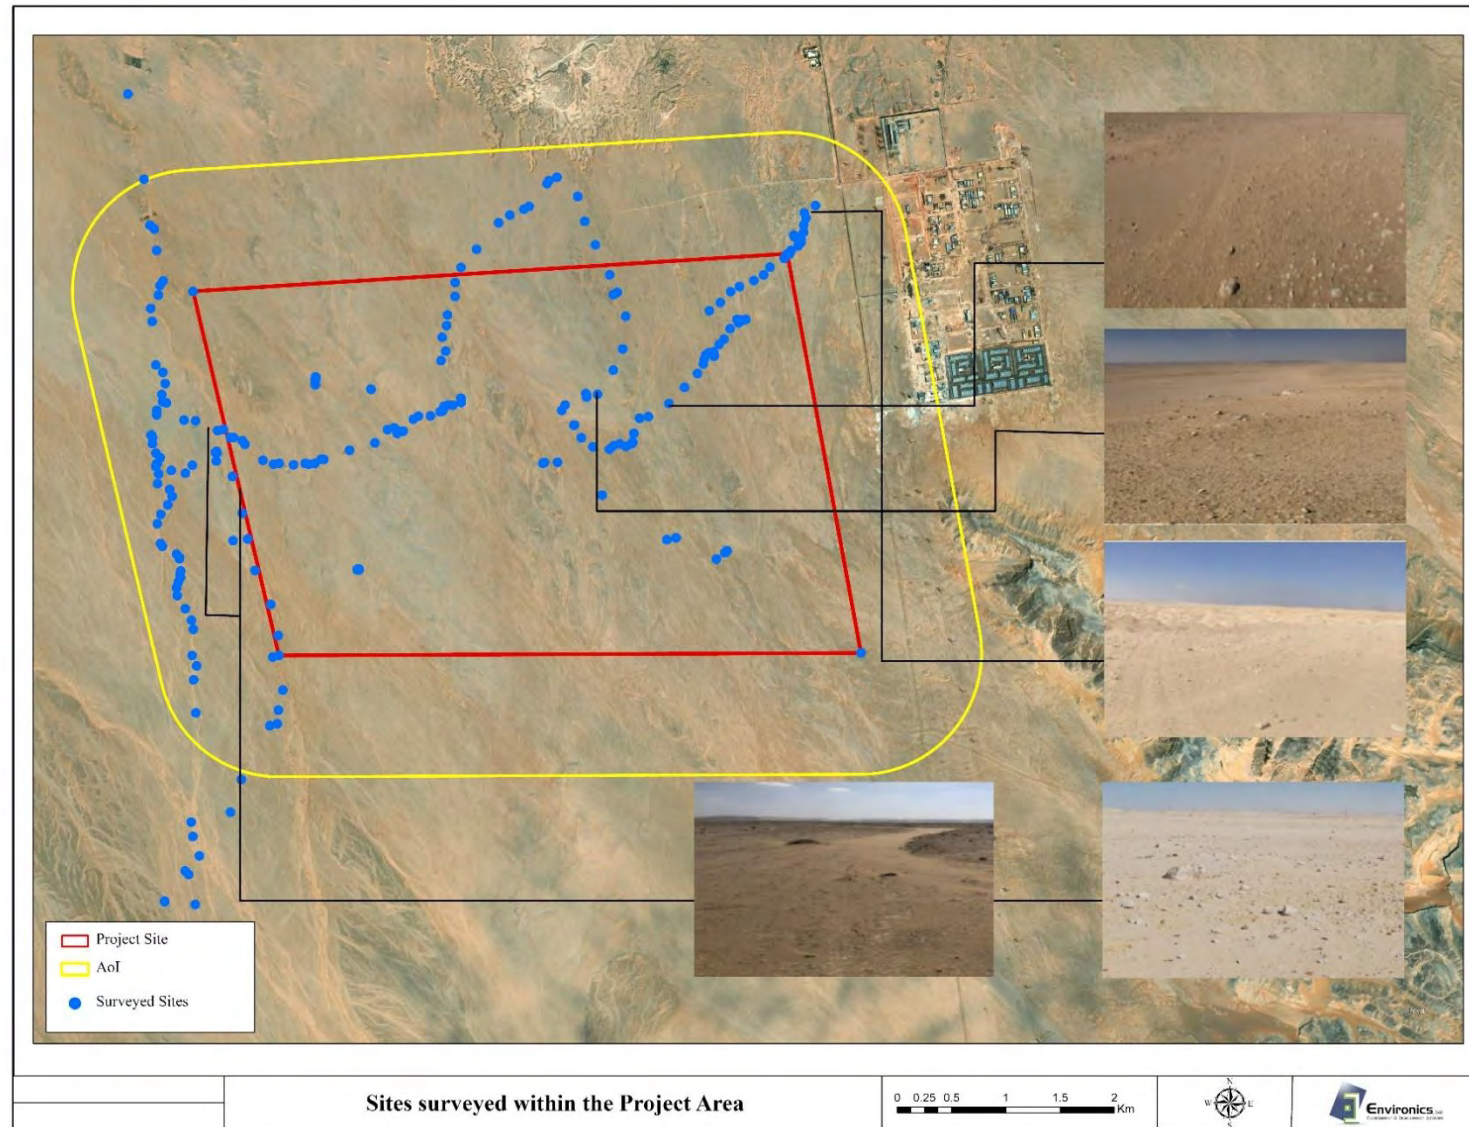 Project Site
AoI
Surveyed Sites
Sites surveyed within the Project Area
0 0.25 0.5 1 1.5 2
Km
N
W E
S
Environics